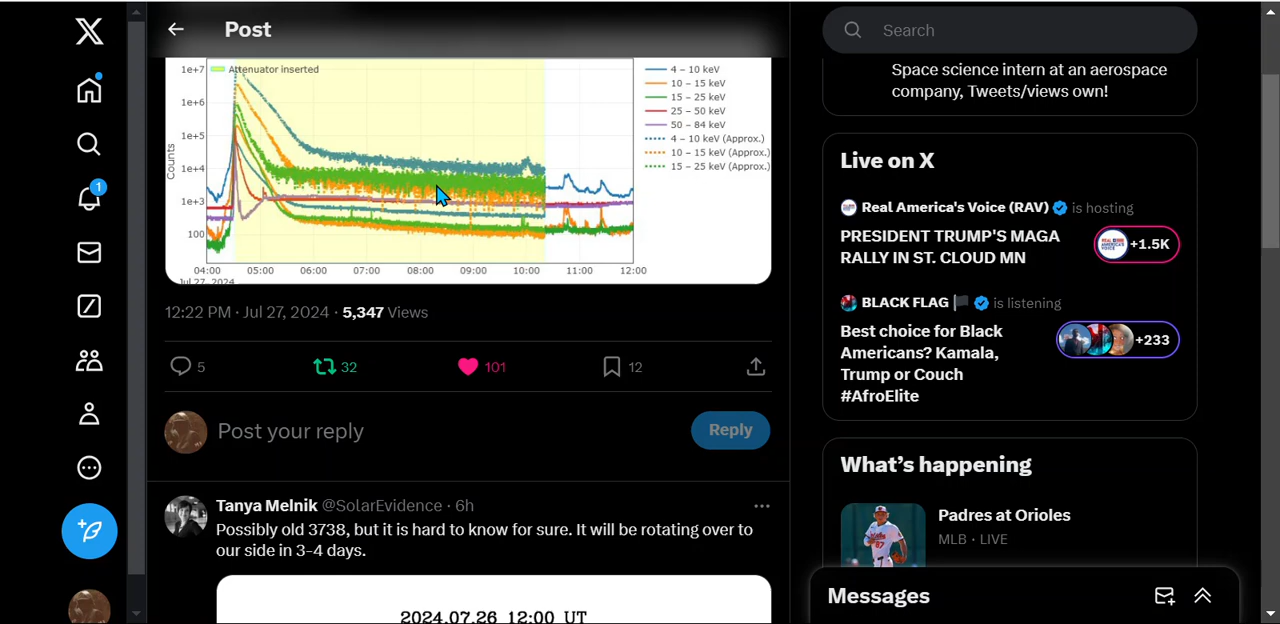 Post
Attenuator inserted
1e+7
1e+6
1e+5
1e+4
1e+3
100
Counts
04:00 05:00 06:00 07:00 08:00 09:00 10:00 11:00 12:00
Jul 27, 2024
4 – 10 keV
10 – 15 keV
15 – 25 keV
25 – 50 keV
50 – 84 keV
4 – 10 keV (Approx.)
10 – 15 keV (Approx.)
15 – 25 keV (Approx.)
12:22 PM · Jul 27, 2024 · 5,347 Views
5 32 101 12
Post your reply
Reply
Tanya Melnik @SolarEvidence · 6h
Possibly old 3738, but it is hard to know for sure. It will be rotating over to
our side in 3-4 days.
2024.07.26 12:00 UT
1
Search
Space science intern at an aerospace
company, Tweets/views own!
Live on X
Real America's Voice (RAV) is hosting
PRESIDENT TRUMP'S MAGA
RALLY IN ST. CLOUD MN
+1.5K
BLACK FLAG is listening
Best choice for Black
Americans? Kamala,
Trump or Couch
#AfroElite
+233
What's happening
Padres at Orioles
MLB · LIVE
Messages